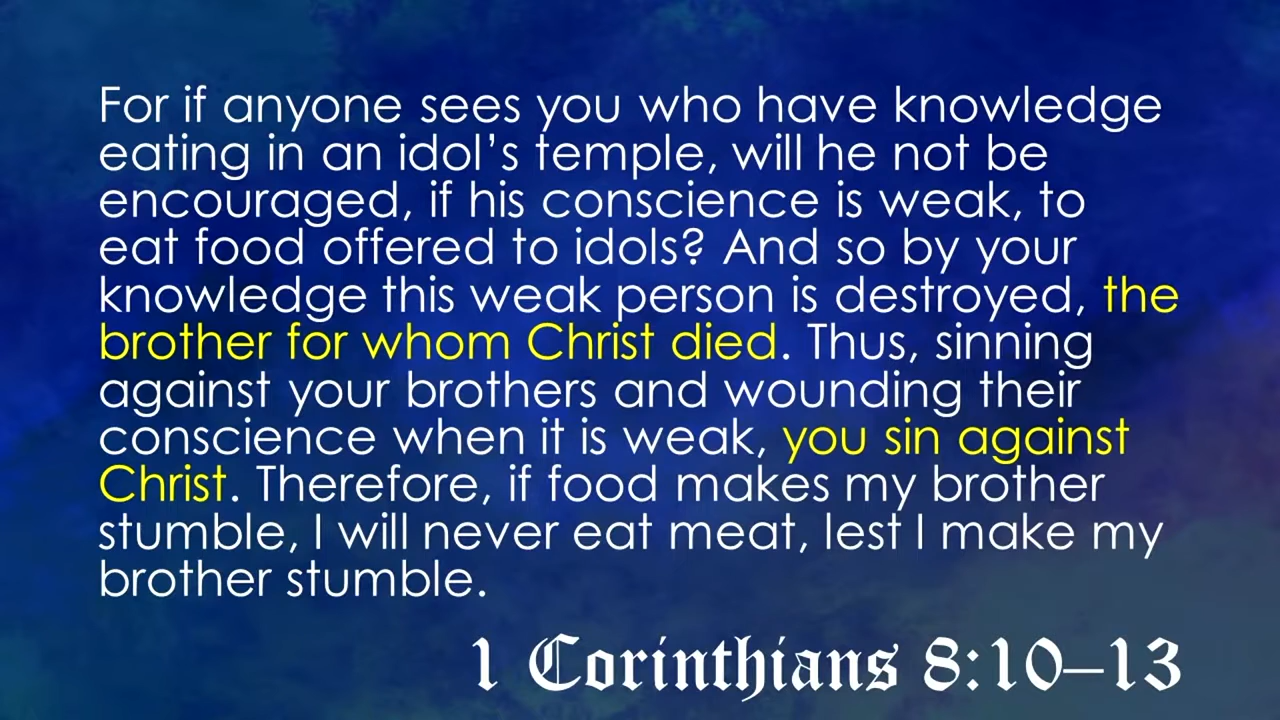 For if anyone sees you who have knowledge
eating in an idol’s temple, will he not be
encouraged, if his conscience is weak, to
eat food offered to idols? And so by your
knowledge this weak person is destroyed, the
brother for whom Christ died. Thus, sinning
against your brothers and wounding their
conscience when it is weak, you sin against
Christ. Therefore, if food makes my brother
stumble, I will never eat meat, lest I make my
brother stumble.
1 Corinthians 8:10–13